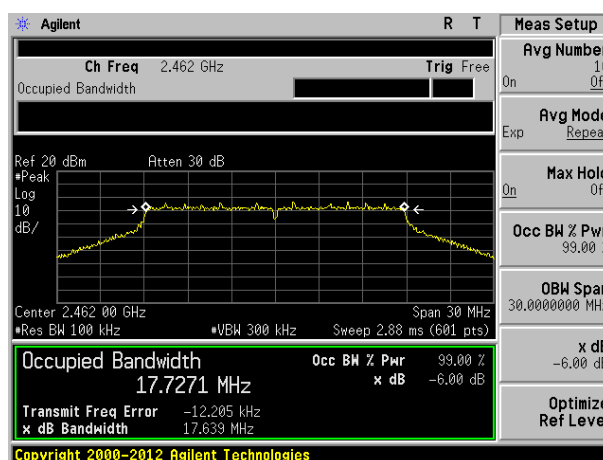 Agilent R T
Ch Freq 2.462 GHz Trig Free
Occupied Bandwidth
Ref 20 dBm Atten 30 dB
#Peak
Log
10
dB/
Center 2.462 00 GHz Span 30 MHz
#Res BW 100 kHz #VBW 300 kHz Sweep 2.88 ms (601 pts)
Occupied Bandwidth Occ BW % Pwr 99.00 %
17.7271 MHz x dB -6.00 dB
Transmit Freq Error -12.205 kHz
x dB Bandwidth 17.639 MHz
Copyright 2000-2012 Agilent Technologies
Meas Setup
Avg Number
10
On Off
Avg Mode
Exp Repeat
Max Hold
On Off
Occ BW % Pwr
99.00 %
OBW Span
30.0000000 MHz
x dB
-6.00 dB
Optimize
Ref Level